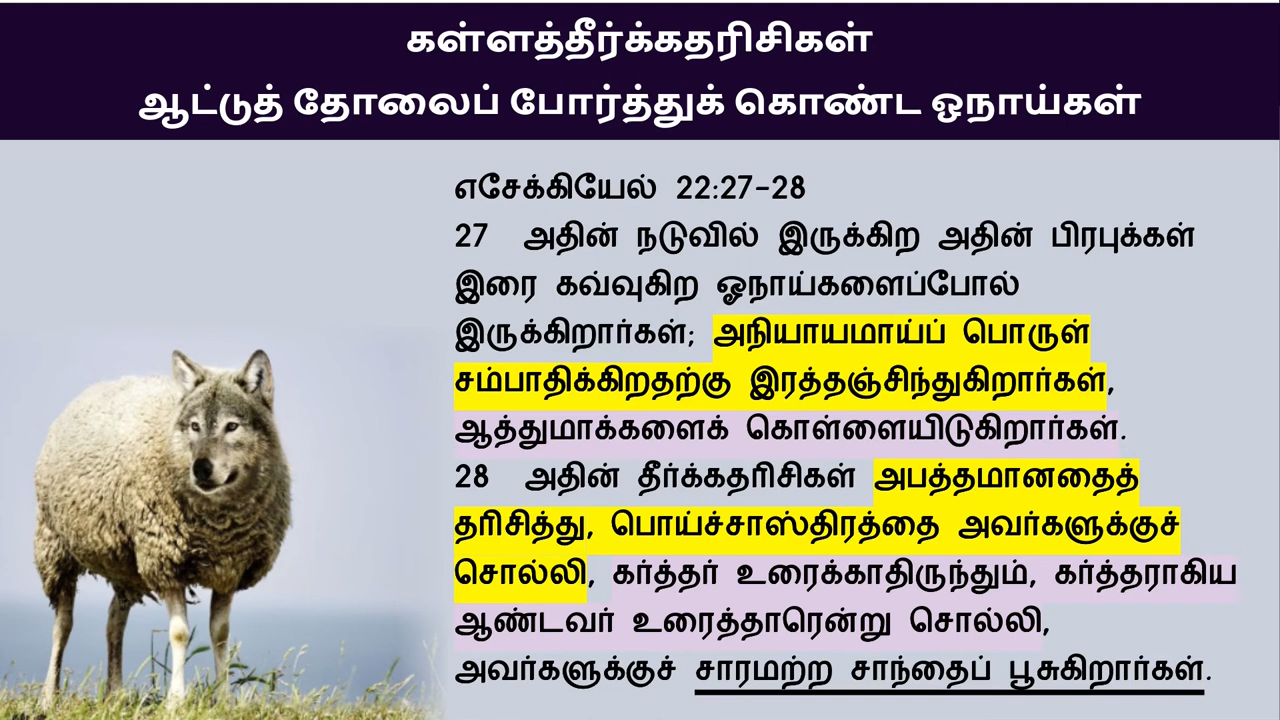 கள்ளத்தீர்க்கதரிசிகள்
ஆட்டுத் தோலைப் போர்த்துக் கொண்ட ஒநாய்கள்
எசேக்கியேல் 22:27-28
27 அதின் நடுவில் இருக்கிற அதின் பிரபுக்கள்
இரை கவ்வுகிற ஓநாய்களைப்போல்
இருக்கிறார்கள்; அநியாயமாய்ப் பொருள்
சம்பாதிக்கிறதற்கு இரத்தஞ்சிந்துகிறார்கள்,
ஆத்துமாக்களைக் கொள்ளையிடுகிறார்கள்.
28 அதின் தீர்க்கதரிசிகள் அபத்தமானதைத்
தரிசித்து, பொய்ச்சாஸ்திரத்தை அவர்களுக்குச்
சொல்லி, கர்த்தர் உரைக்காதிருந்தும், கர்த்தராகிய
ஆண்டவர் உரைத்தாரென்று சொல்லி,
அவர்களுக்குச் சாரமற்ற சாந்தைப் பூசுகிறார்கள்.